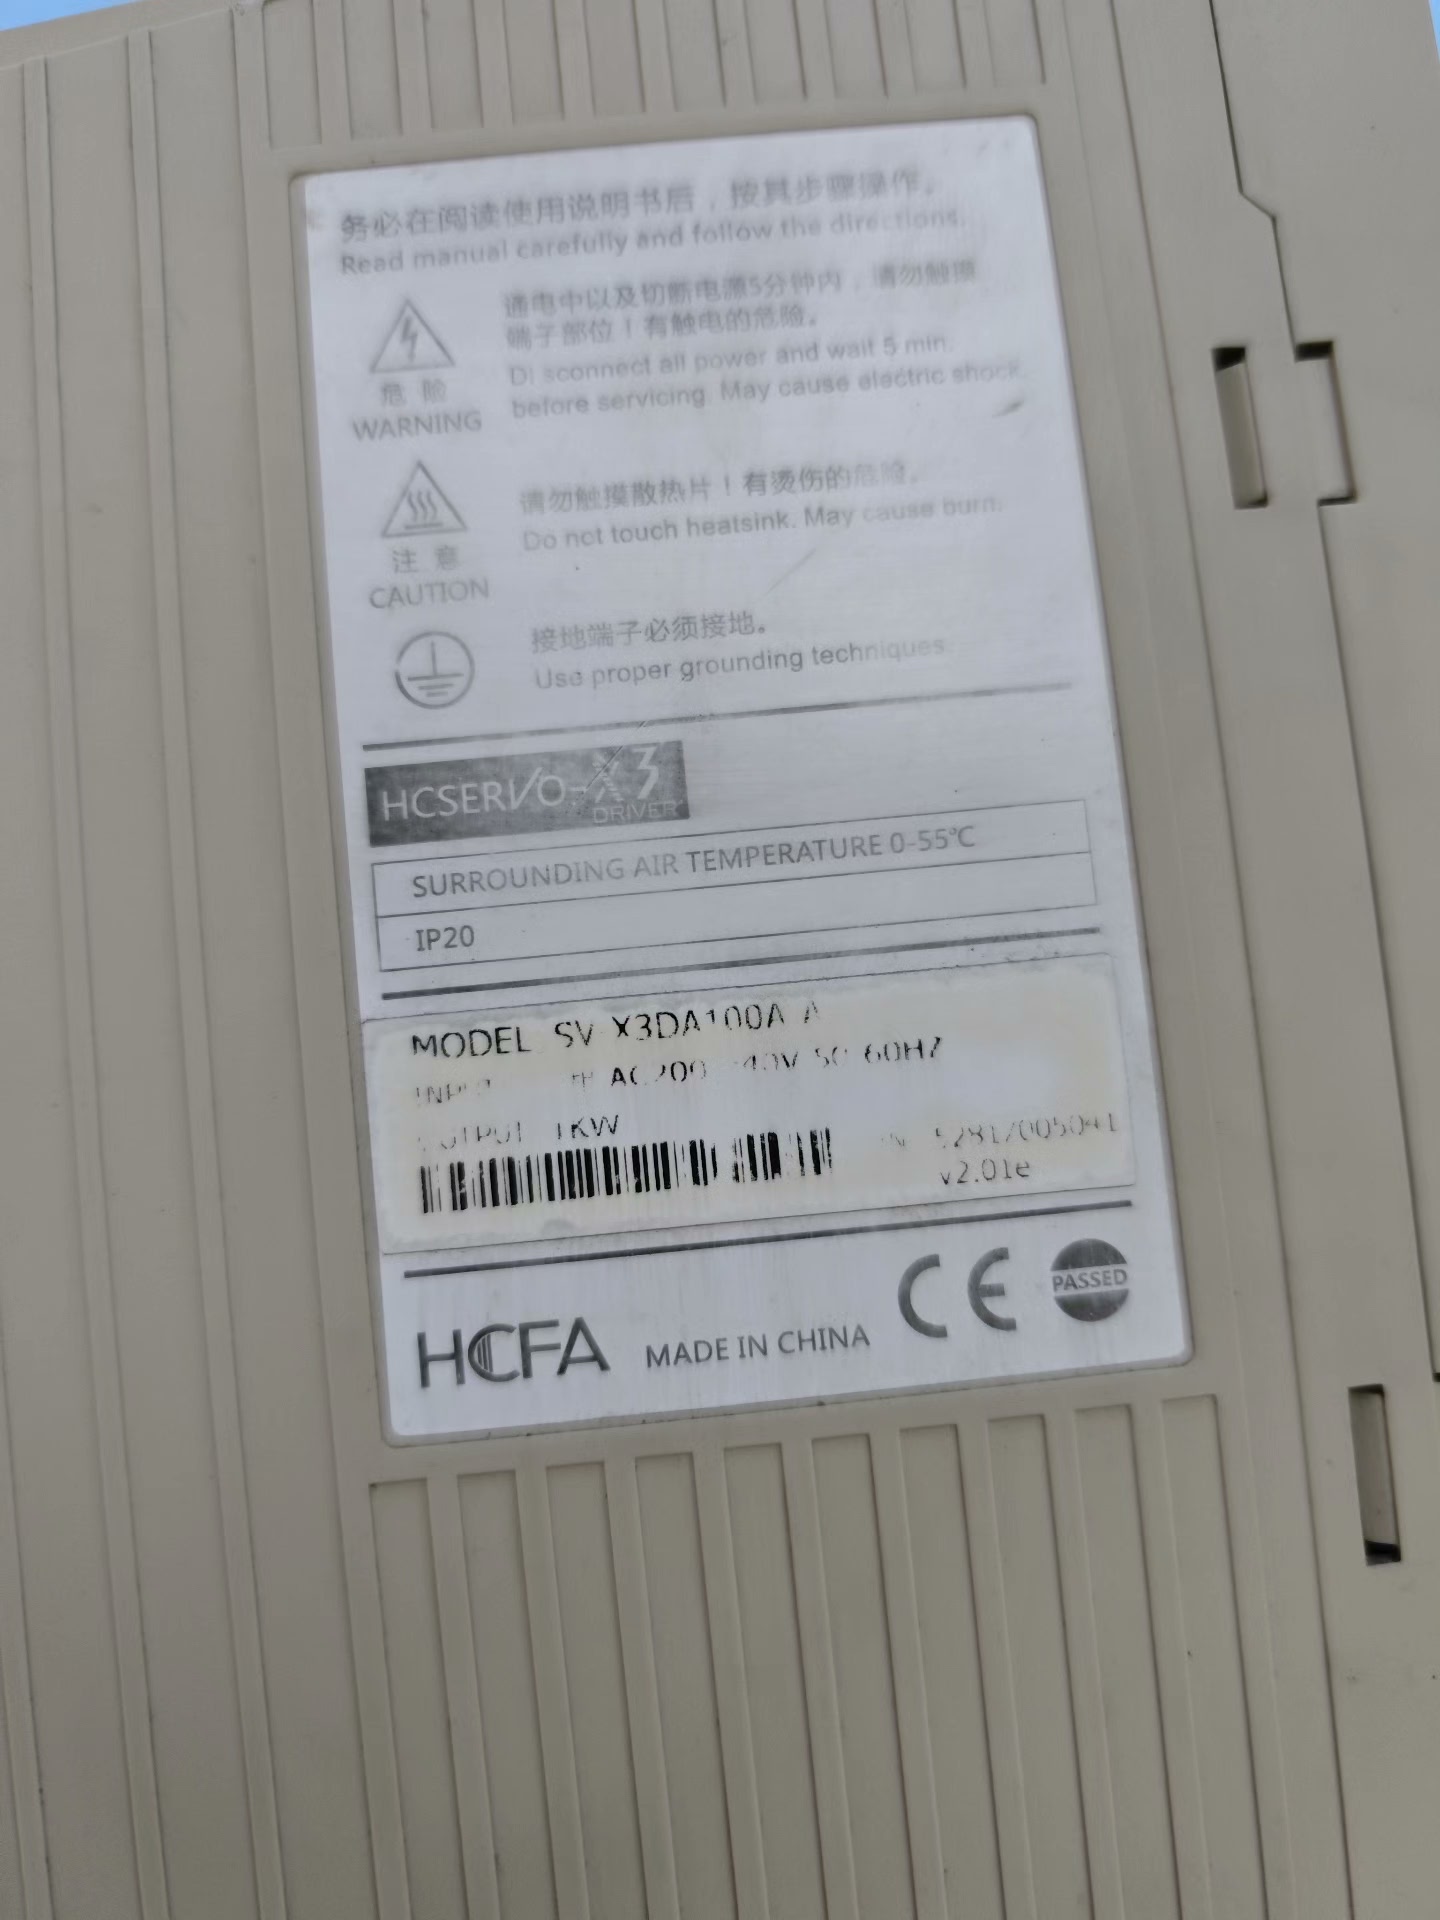 务必在阅读使用说明书后，按其步骤操作。
Read manual carefully and follow the directions.
通电中以及切断电源5分钟内，请勿触摸
端子部位！有触电的危险。
Di sconnect all power and wait 5 min.
before servicing. May cause electric shock.
危 险
WARNING
请勿触摸散热片！有烫伤的危险。
Do not touch heatsink. May cause burn.
注 意
CAUTION
接地端子必须接地。
Use proper grounding techniques.
HCSERVO-X3
DRIVER
SURROUNDING AIR TEMPERATURE 0-55℃
IP20
MODEL SV-X3DA100A-A
60HZ
OUTPUT 1KW
v2.01e
HCFA MADE IN CHINA CE PASSED